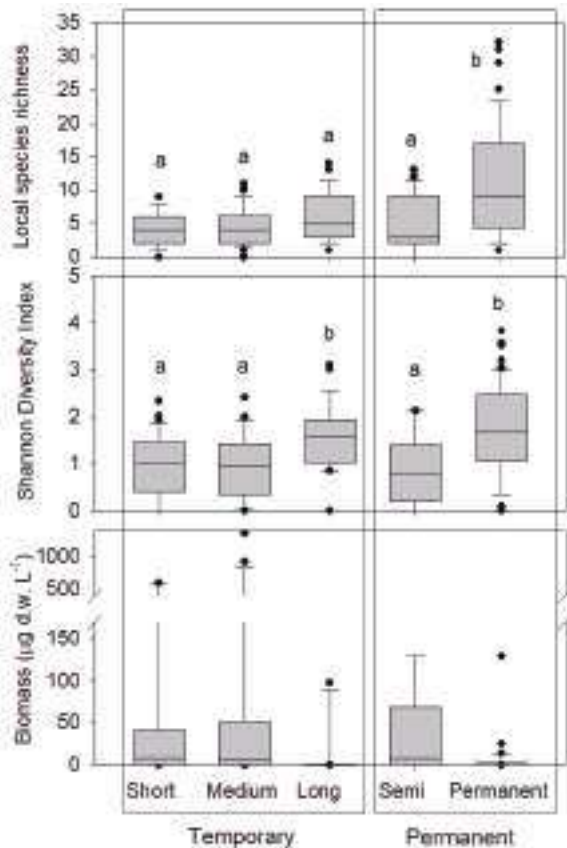 Local species richness
35
30
25
20
15
10
5
0
a
a
a
a
b
Shannon Diversity Index
5
4
3
2
1
0
a
a
b
a
b
Biomass (µg d.w. L⁻¹)
1000
500
150
100
50
0
Short Medium Long Semi Permanent
Temporary Permanent